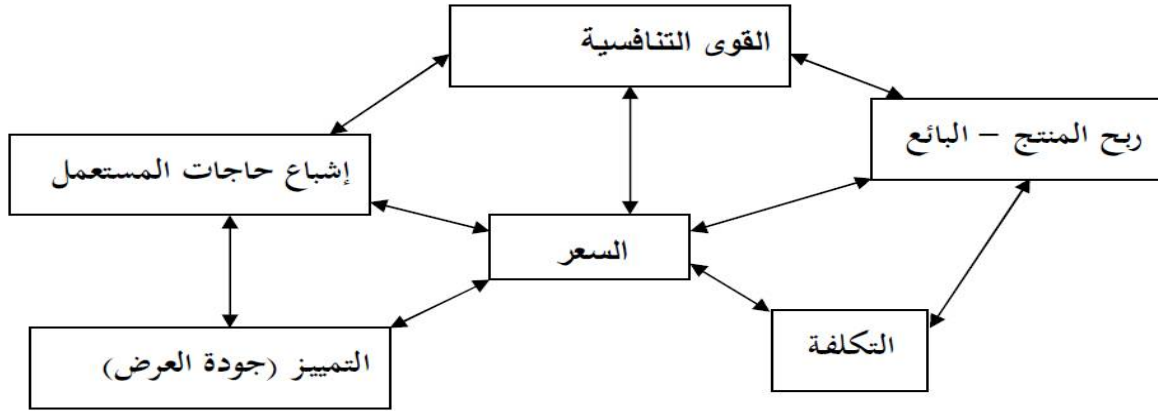 القوى التنافسية
ربح المنتج – البائع
إشباع حاجات المستعمل
السعر
التكلفة
التمييز (جودة العرض)